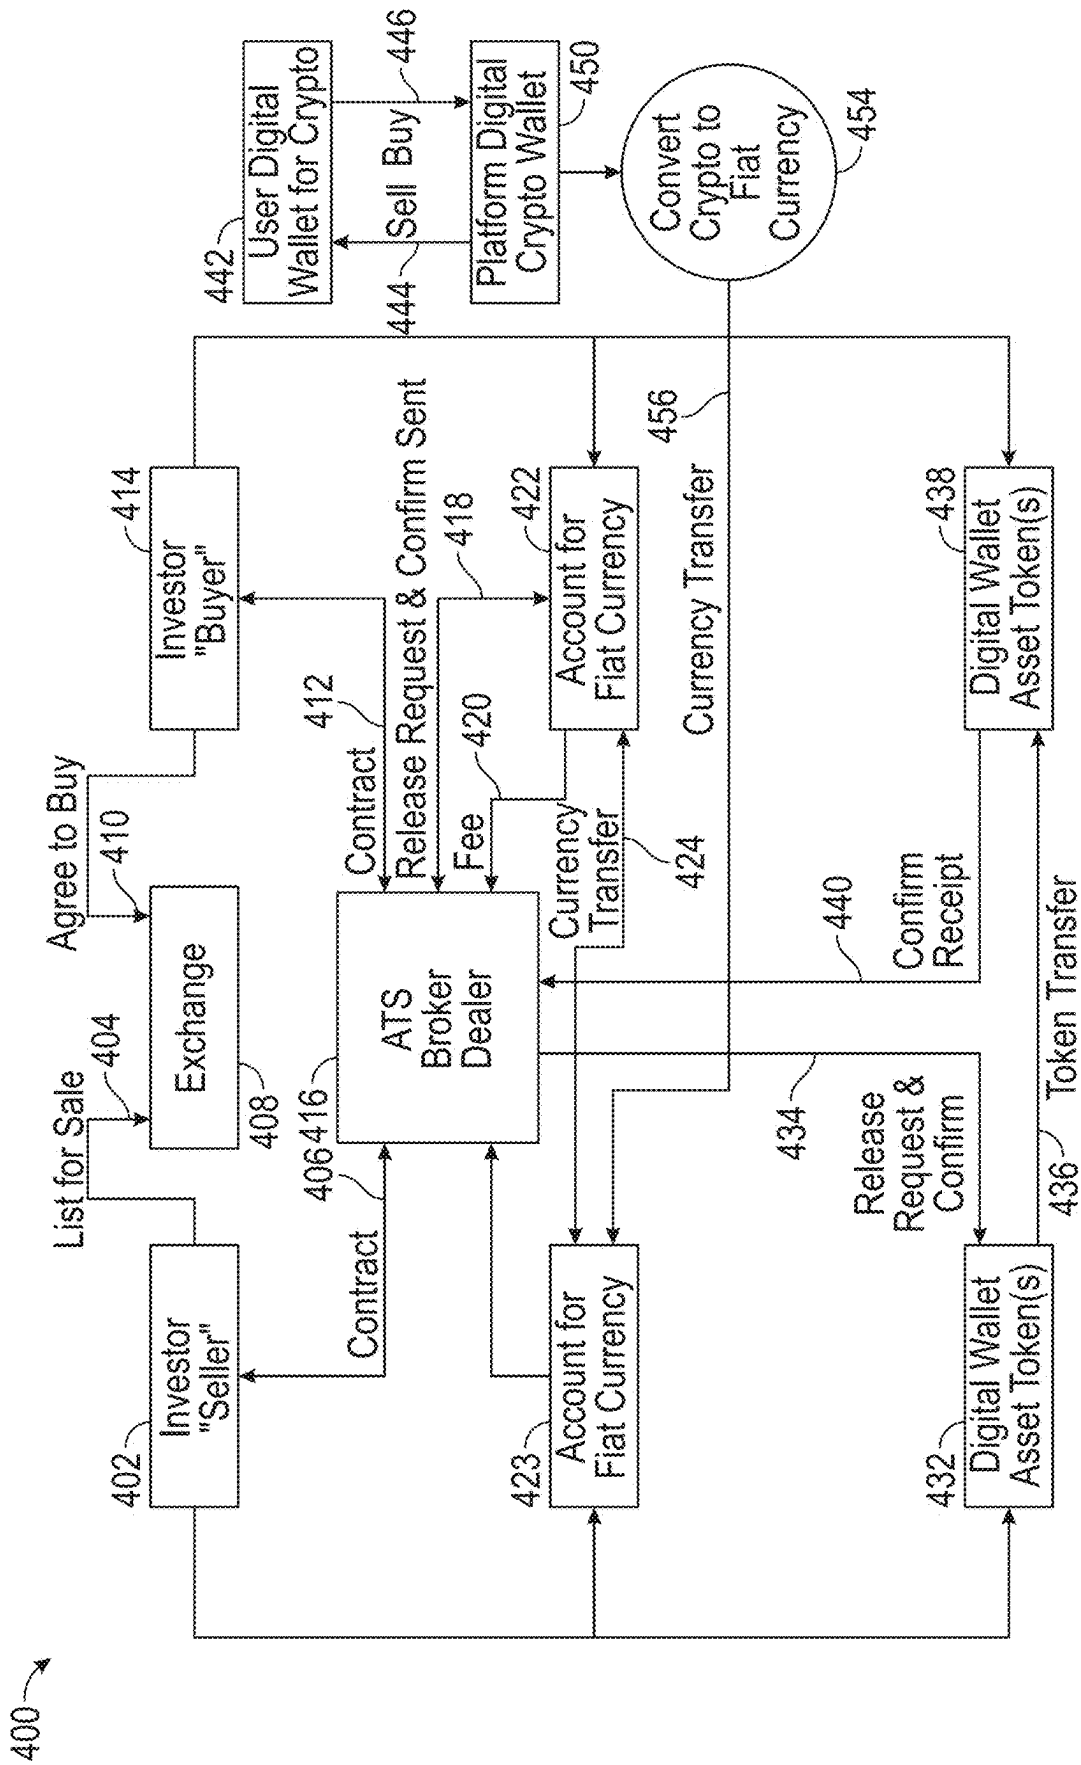 400
402
Investor
"Seller"
List for Sale
404
Exchange
408
Agree to Buy
410
414
Investor
"Buyer"
442
User Digital
Wallet for Crypto
444
Sell
Buy
446
Platform Digital
Crypto Wallet
450
Convert
Crypto to
Fiat
Currency
454
Contract
406
416
ATS
Broker
Dealer
Contract
412
Release Request & Confirm Sent
418
Fee
420
423
Account for
Fiat Currency
Currency
Transfer
424
422
Account for
Fiat Currency
Currency Transfer
456
Release
Request &
Confirm
434
440
Confirm
Receipt
432
Digital Wallet
Asset Token(s)
436
Token Transfer
438
Digital Wallet
Asset Token(s)